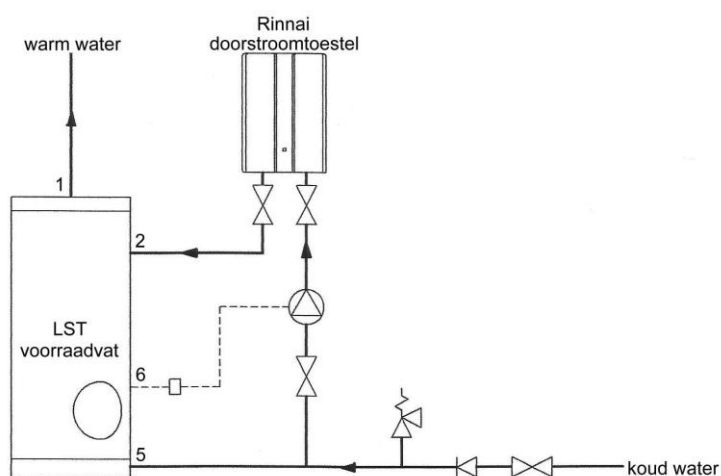 Rinnai
doorstroomtoestel
warm water
1
2
LST
voorraadvat
6
5
koud water